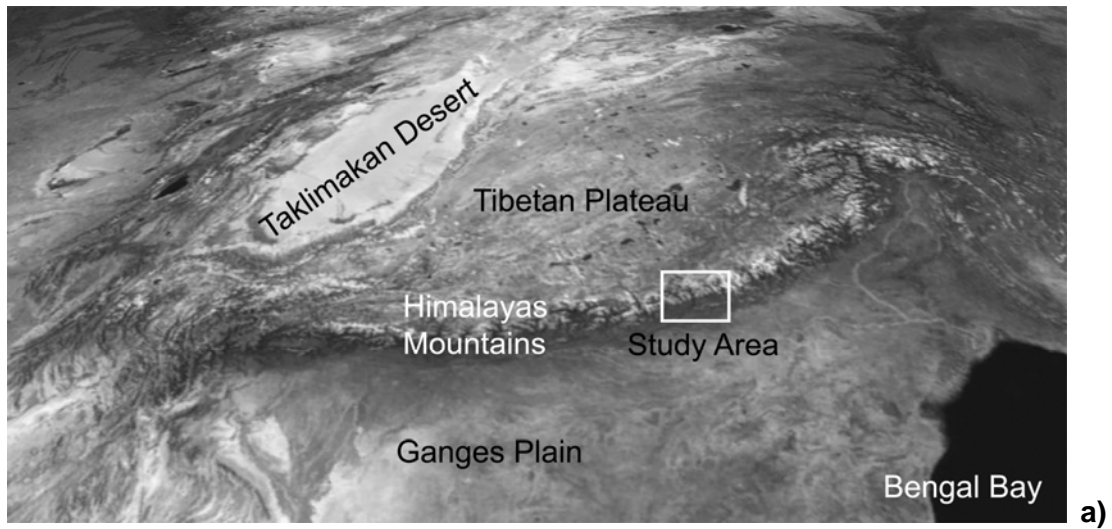 Taklimakan Desert
Tibetan Plateau
Himalayas
Mountains
Study Area
Ganges Plain
Bengal Bay
a)